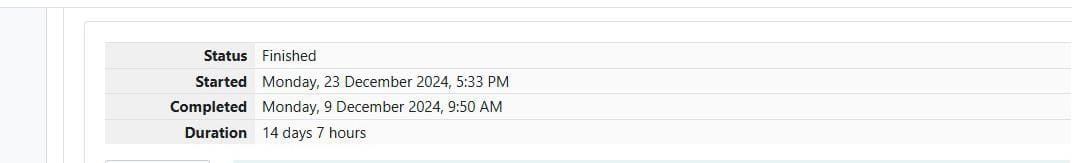 Status Finished
Started Monday, 23 December 2024, 5:33 PM
Completed Monday, 9 December 2024, 9:50 AM
Duration 14 days 7 hours